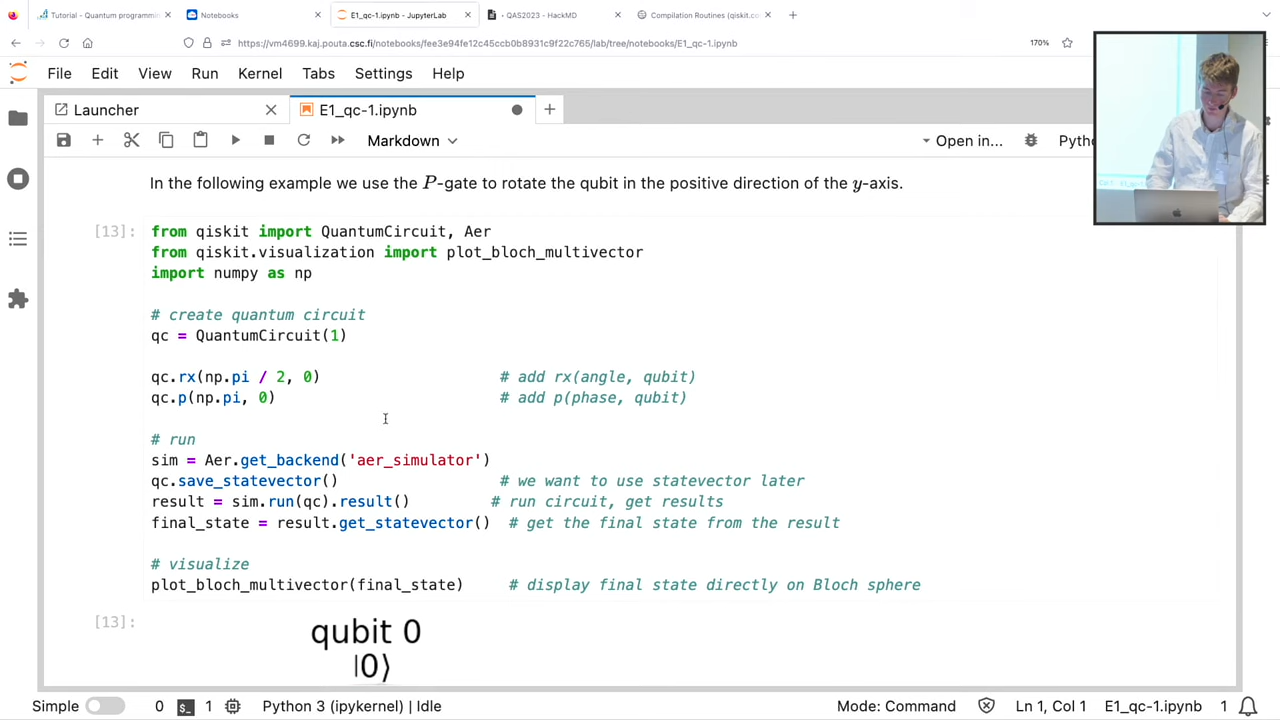 Tutorial - Quantum programmin
Notebooks
E1_qc-1.ipynb - JupyterLab
- QAS2023 - HackMD
Compilation Routines (qiskit.co
https://vm4699.kaj.pouta.csc.fi/notebooks/fee3e94fe12c45ccb0b8931c9f22c765/lab/tree/notebooks/E1_qc-1.ipynb
170%
File Edit View Run Kernel Tabs Settings Help
Launcher
E1_qc-1.ipynb
Markdown
Open in...
Pytho
In the following example we use the P-gate to rotate the qubit in the positive direction of the y-axis.
[13]:
from qiskit import QuantumCircuit, Aer
from qiskit.visualization import plot_bloch_multivector
import numpy as np
# create quantum circuit
qc = QuantumCircuit(1)
qc.rx(np.pi / 2, 0) # add rx(angle, qubit)
qc.p(np.pi, 0) # add p(phase, qubit)
# run
sim = Aer.get_backend('aer_simulator')
qc.save_statevector() # we want to use statevector later
result = sim.run(qc).result() # run circuit, get results
final_state = result.get_statevector() # get the final state from the result
# visualize
plot_bloch_multivector(final_state) # display final state directly on Bloch sphere
[13]:
qubit 0
|0⟩
Simple 0 1 Python 3 (ipykernel) | Idle Mode: Command Ln 1, Col 1 E1_qc-1.ipynb 1